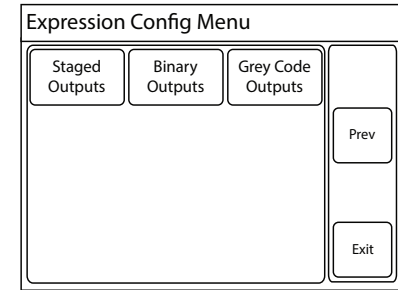 Expression Config Menu
Staged
Outputs
Binary
Outputs
Grey Code
Outputs
Prev
Exit